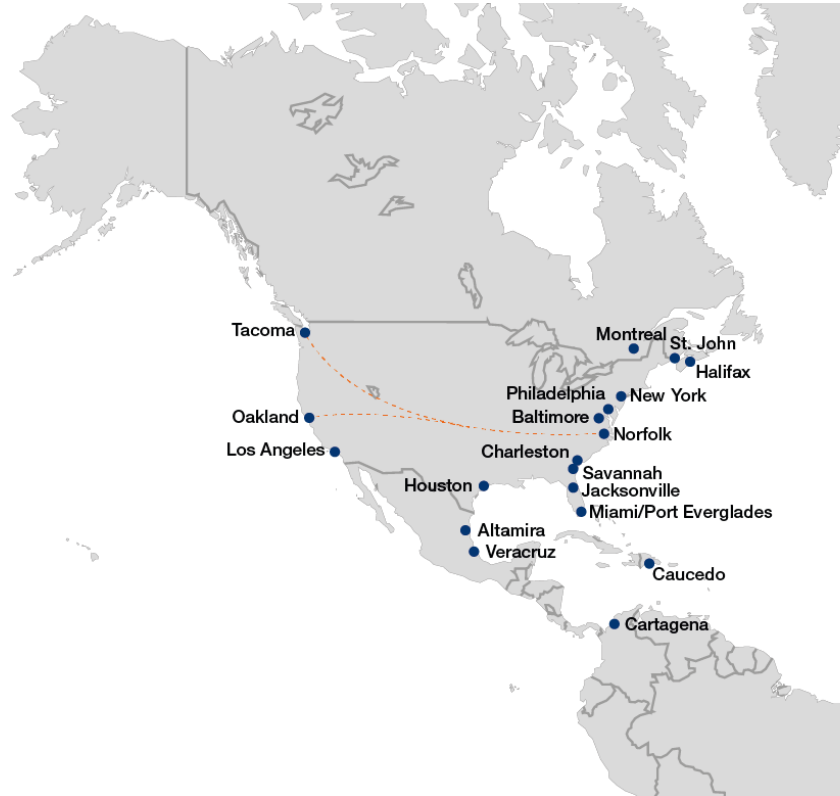 Tacoma
Montreal
St. John
Halifax
Philadelphia
New York
Oakland
Baltimore
Norfolk
Los Angeles
Charleston
Savannah
Houston
Jacksonville
Miami/Port Everglades
Altamira
Veracruz
Caucedo
Cartagena